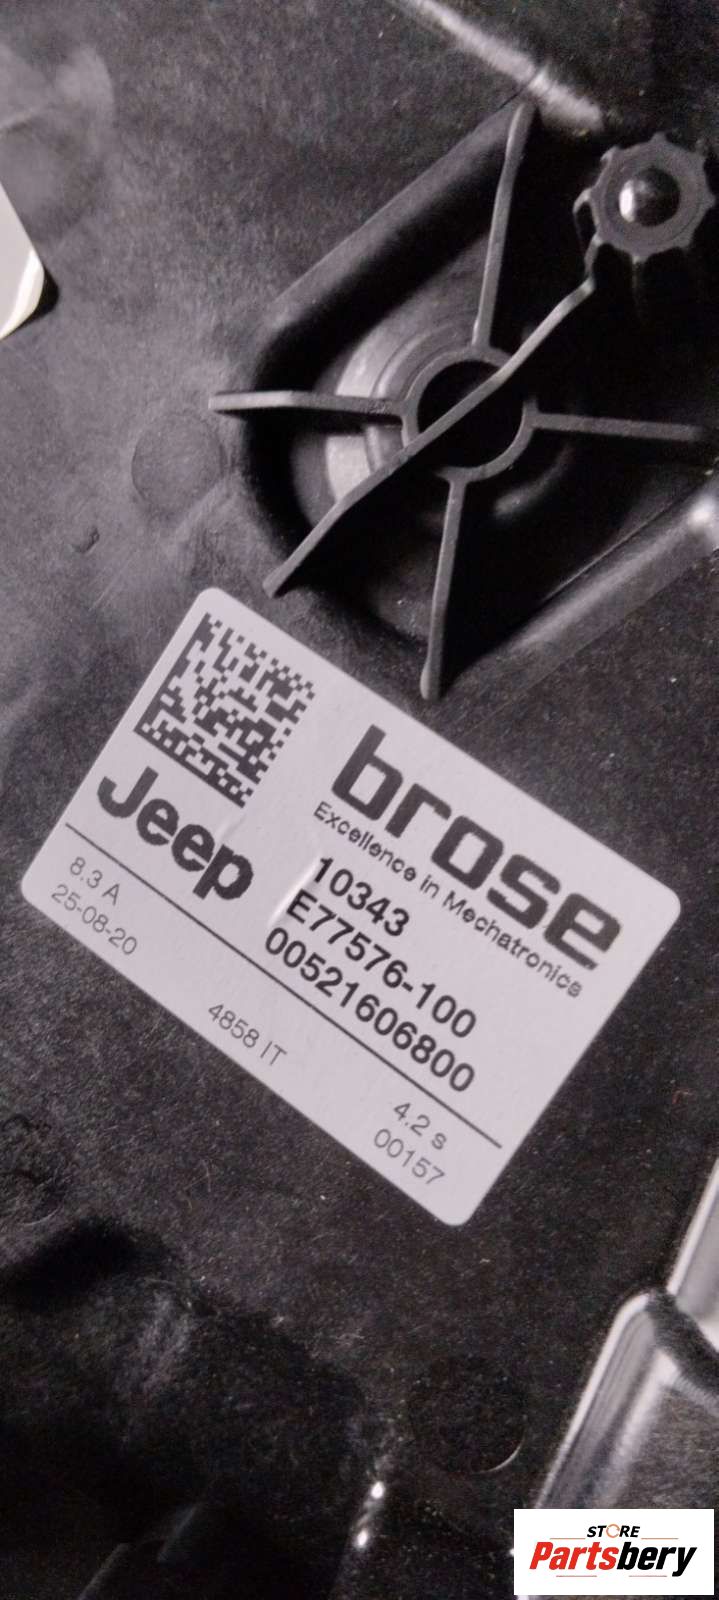 brose
Excellence in Mechatronics
Jeep
10343
E77576-100
00521606800
8.3 A
4.2 s
25-08-20
4858 IT
00157
STORE
Partsbery